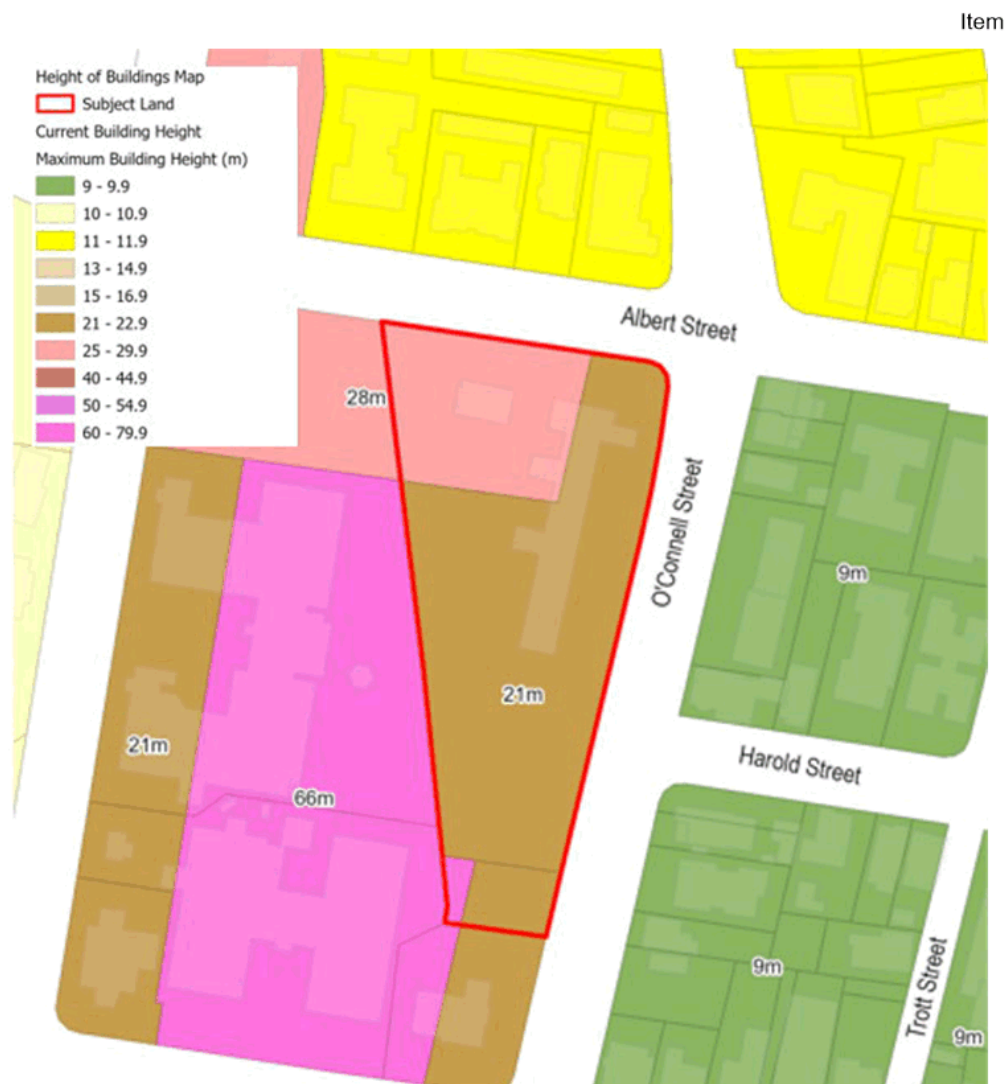 Item
Height of Buildings Map
Subject Land
Current Building Height
Maximum Building Height (m)
9 - 9.9
10 - 10.9
11 - 11.9
13 - 14.9
15 - 16.9
21 - 22.9
25 - 29.9
40 - 44.9
50 - 54.9
60 - 79.9
Albert Street
28m
O'Connell Street
9m
21m
21m
Harold Street
66m
9m
Trott Street
9m